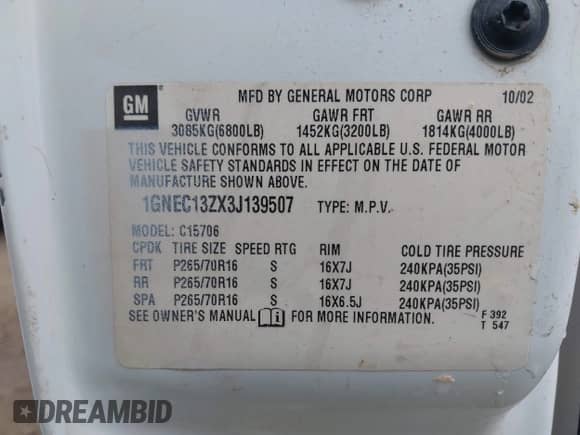 GM
MFD BY GENERAL MOTORS CORP 10/02
GVWR GAWR FRT GAWR RR
3085KG(6800LB) 1452KG(3200LB) 1814KG(4000LB)
THIS VEHICLE CONFORMS TO ALL APPLICABLE U.S. FEDERAL MOTOR
VEHICLE SAFETY STANDARDS IN EFFECT ON THE DATE OF
MANUFACTURE SHOWN ABOVE.
1GNEC13ZX3J139507 TYPE: M.P.V.
MODEL: C15706
CPDK TIRE SIZE SPEED RTG RIM COLD TIRE PRESSURE
FRT P265/70R16 S 16X7J 240KPA(35PSI)
RR P265/70R16 S 16X7J 240KPA(35PSI)
SPA P265/70R16 S 16X6.5J 240KPA(35PSI)
SEE OWNER'S MANUAL FOR MORE INFORMATION.
F 392
T 547
DREAMBID